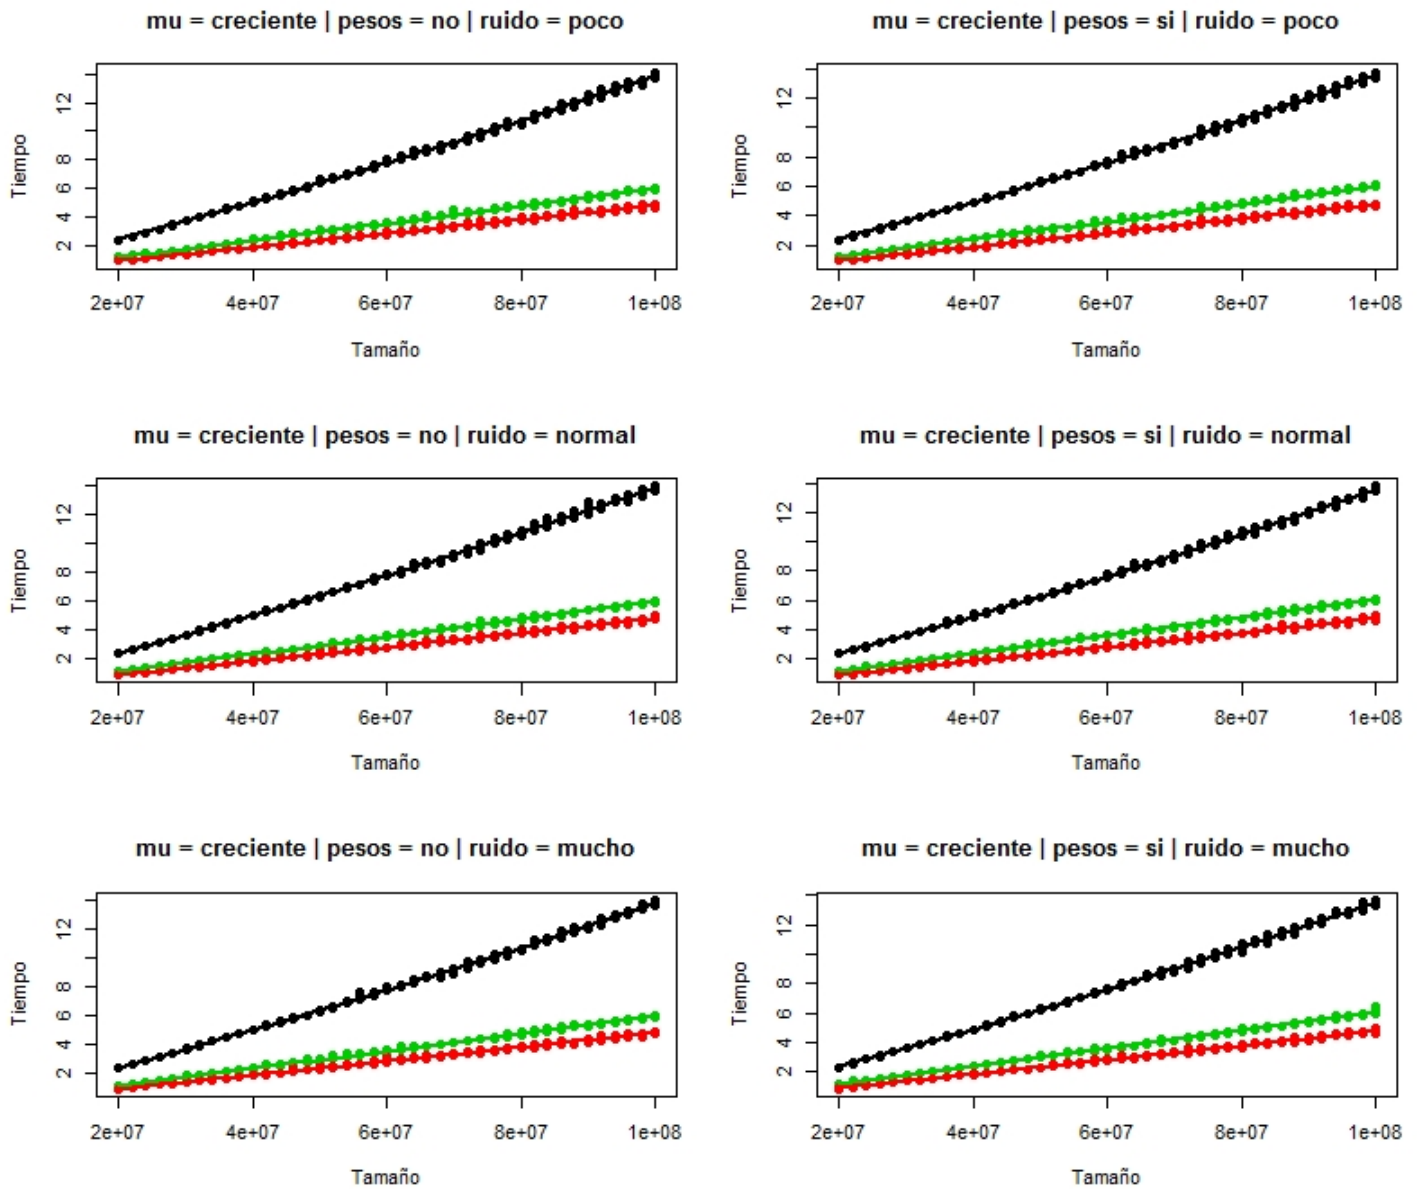 mu = creciente | pesos = no | ruido = poco
Tiempo
12
8
6
4
2
2e+07 4e+07 6e+07 8e+07 1e+08
Tamaño
mu = creciente | pesos = si | ruido = poco
Tiempo
12
8
6
4
2
2e+07 4e+07 6e+07 8e+07 1e+08
Tamaño
mu = creciente | pesos = no | ruido = normal
Tiempo
12
8
6
4
2
2e+07 4e+07 6e+07 8e+07 1e+08
Tamaño
mu = creciente | pesos = si | ruido = normal
Tiempo
12
8
6
4
2
2e+07 4e+07 6e+07 8e+07 1e+08
Tamaño
mu = creciente | pesos = no | ruido = mucho
Tiempo
12
8
6
4
2
2e+07 4e+07 6e+07 8e+07 1e+08
Tamaño
mu = creciente | pesos = si | ruido = mucho
Tiempo
12
8
6
4
2
2e+07 4e+07 6e+07 8e+07 1e+08
Tamaño